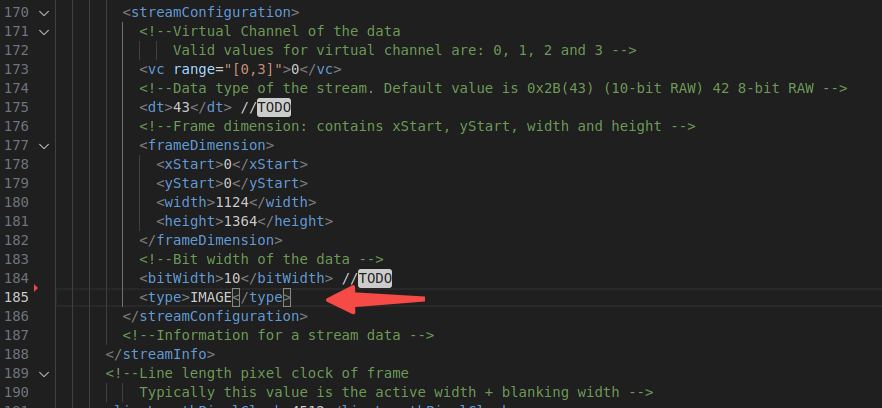 170 <streamConfiguration>
171 <!--Virtual Channel of the data
172 Valid values for virtual channel are: 0, 1, 2 and 3 -->
173 <vc range="[0,3]">0</vc>
174 <!--Data type of the stream. Default value is 0x2B(43) (10-bit RAW) 42 8-bit RAW -->
175 <dt>43</dt> //TODO
176 <!--Frame dimension: contains xStart, yStart, width and height -->
177 <frameDimension>
178 <xStart>0</xStart>
179 <yStart>0</yStart>
180 <width>1124</width>
181 <height>1364</height>
182 </frameDimension>
183 <!--Bit width of the data -->
184 <bitWidth>10</bitWidth> //TODO
185 <type>IMAGE</type>
186 </streamConfiguration>
187 <!--Information for a stream data -->
188 </streamInfo>
189 <!--Line length pixel clock of frame
190 Typically this value is the active width + blanking width -->